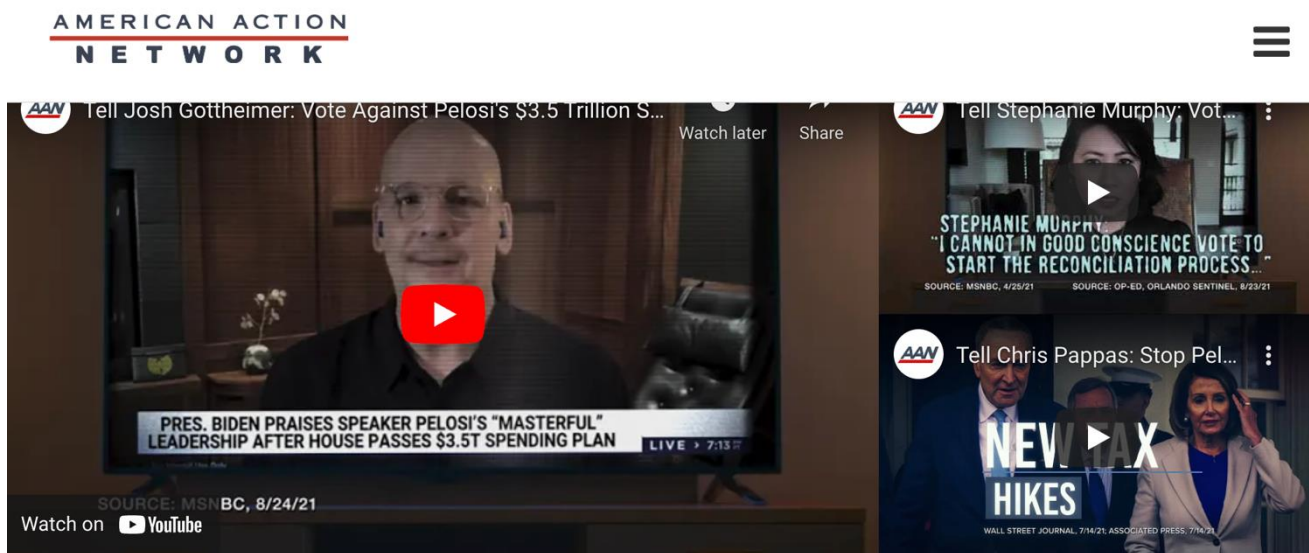 AMERICAN ACTION
NETWORK
AAN
Tell Josh Gottheimer: Vote Against Pelosi's $3.5 Trillion S...
Watch later
Share
PRES. BIDEN PRAISES SPEAKER PELOSI'S "MASTERFUL"
LEADERSHIP AFTER HOUSE PASSES $3.5T SPENDING PLAN
LIVE 7:13
SOURCE: MSNBC, 8/24/21
Watch on YouTube
AAN
Tell Stephanie Murphy: Vot...
STEPHANIE MURPHY:
"I CANNOT IN GOOD CONSCIENCE VOTE TO
START THE RECONCILIATION PROCESS..."
SOURCE: MSNBC, 4/25/21
SOURCE: OP-ED, ORLANDO SENTINEL, 8/23/21
AAN
Tell Chris Pappas: Stop Pel...
NEW TAX
HIKES
WALL STREET JOURNAL, 7/14/21; ASSOCIATED PRESS, 7/14/21